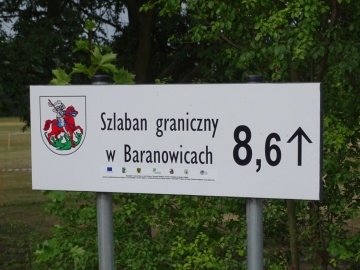 Szlaban graniczny
w Baranowicach
8,6↑